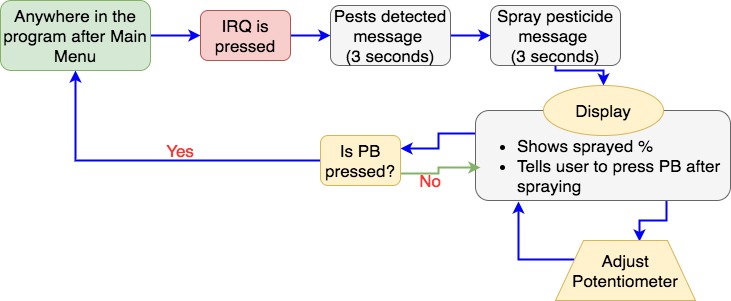 Anywhere in the
program after Main
Menu
IRQ is
pressed
Pests detected
message
(3 seconds)
Spray pesticide
message
(3 seconds)
Display
• Shows sprayed %
• Tells user to press PB after
spraying
Is PB
pressed?
Yes
No
Adjust
Potentiometer